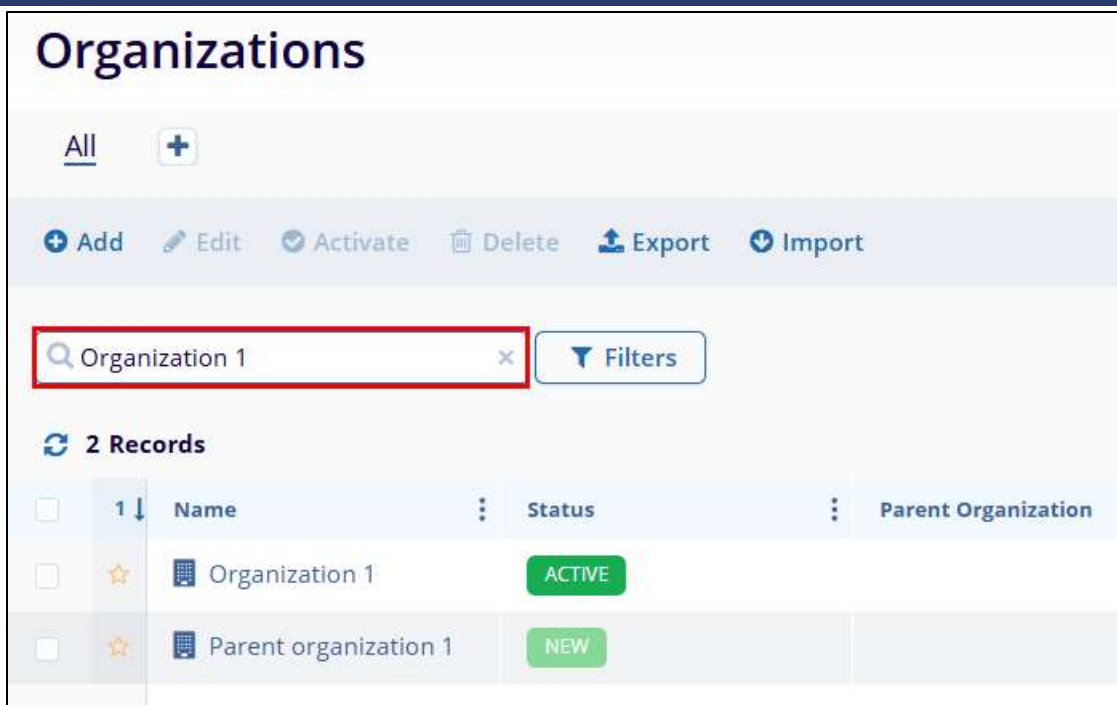 Organizations
All
Add Edit Activate Delete Export Import
Organization 1 × Filters
2 Records
1 Name Status Parent Organization
Organization 1 ACTIVE
Parent organization 1 NEW